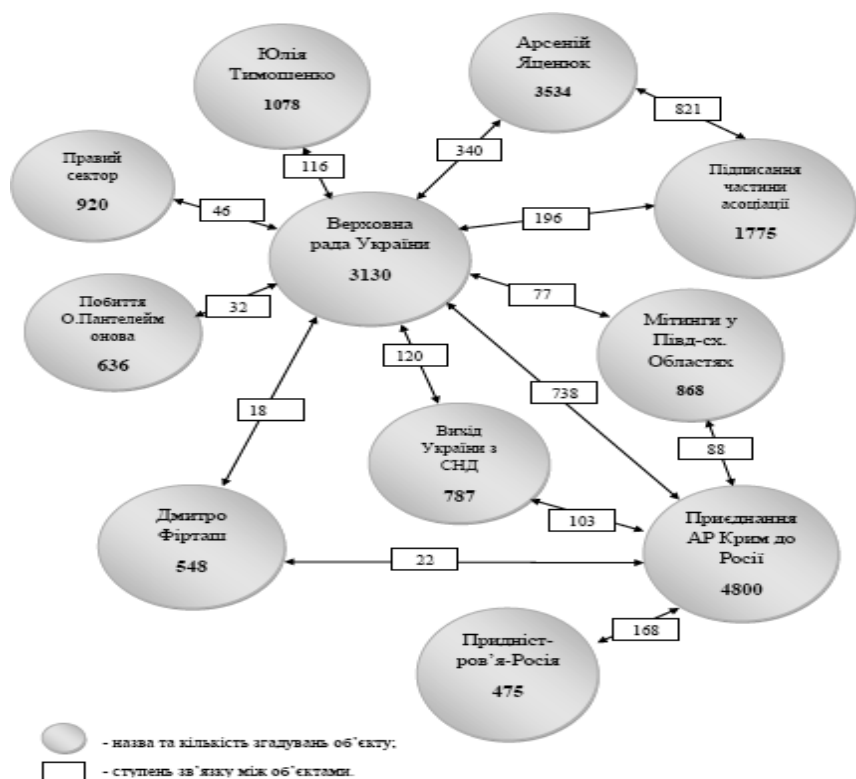 Юлія
Тимошенко
1078
Арсеній
Яценюк
3534
821
116
340
Правий
сектор
920
46
Верховна
рада України
3130
196
Підписання
частини
асоціації
1775
Побиття
О.Пантелейм
онова
636
32
77
Мітинги у
Півд-сх.
Областях
868
18
120
738
88
Вихід
України з
СНД
787
103
Дмитро
Фірташ
548
22
Приєднання
АР Крим до
Росії
4800
168
Придніст-
ров’я-Росія
475
- назва та кількість згадувань об’єкту;
- ступень зв’язку між об’єктами.